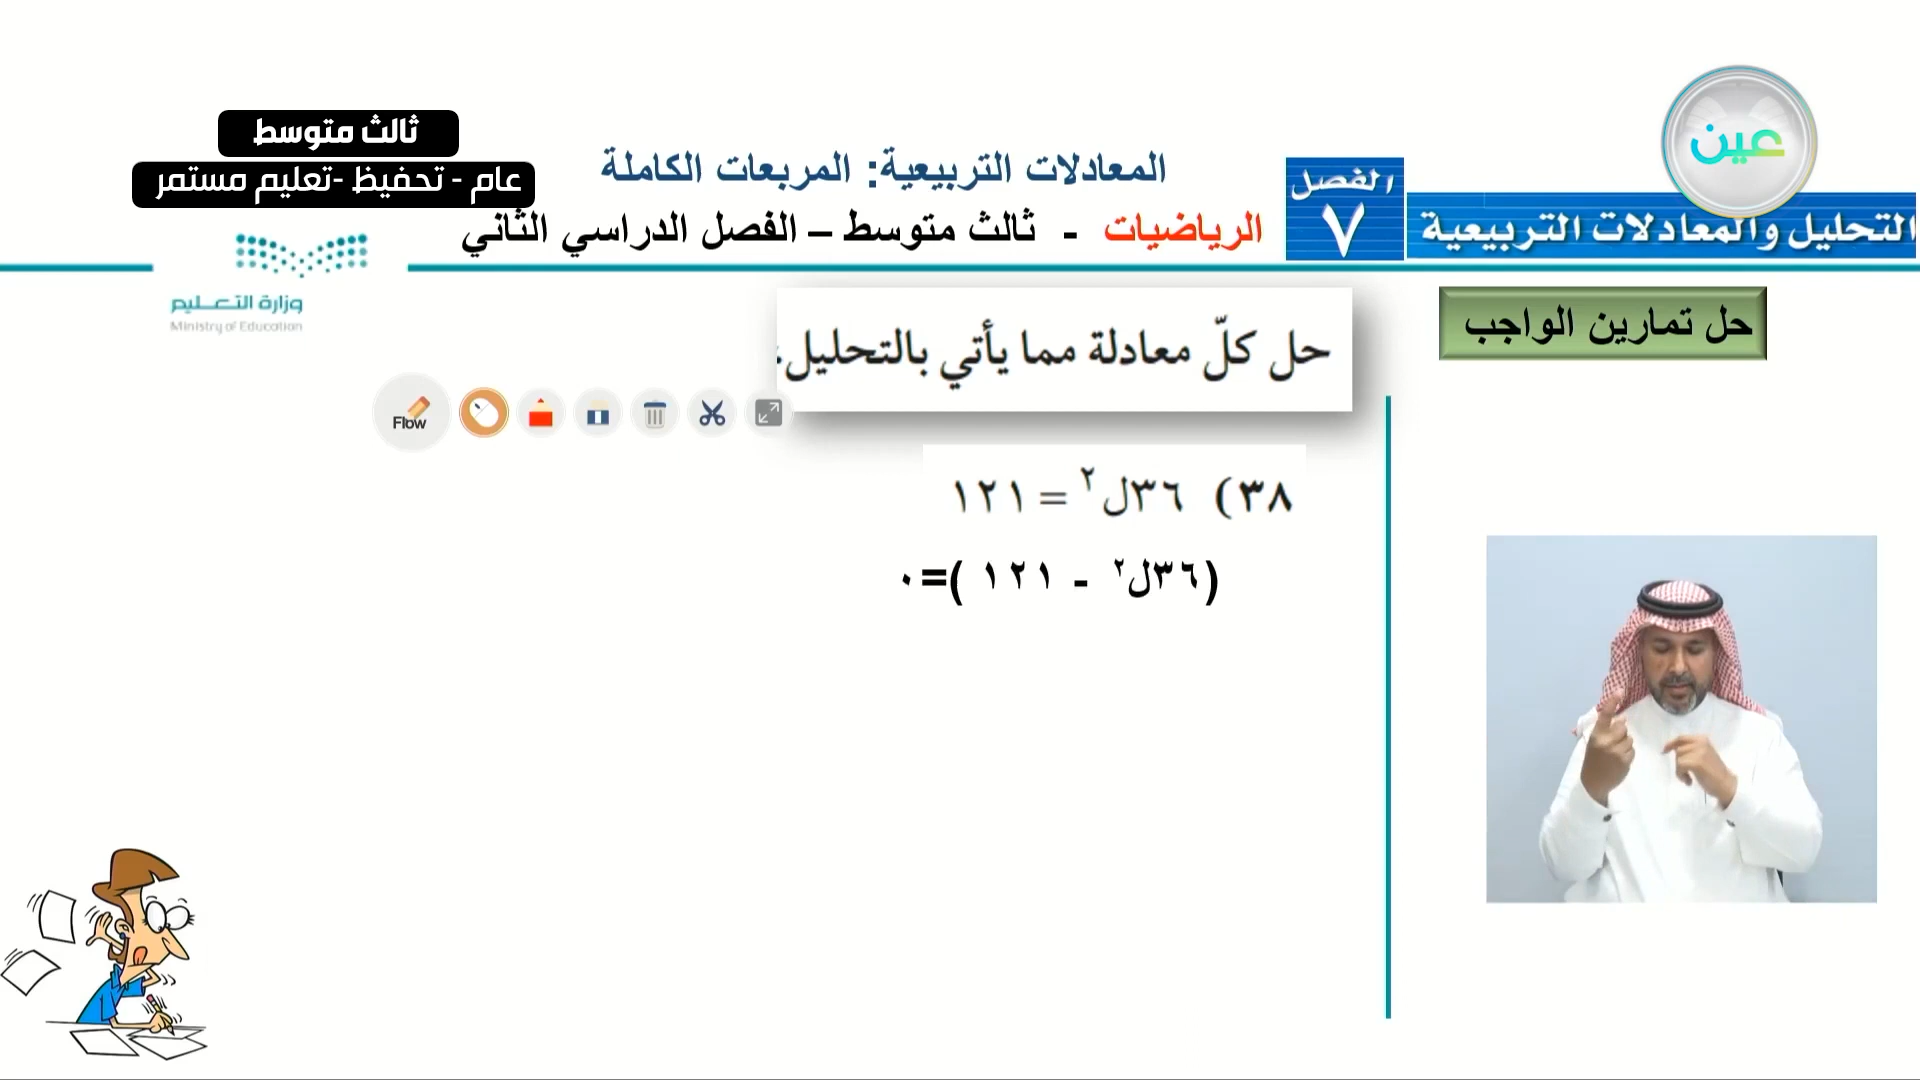 عين
ثالث متوسط
عام - تحفيظ -تعليم مستمر
المعادلات التربيعية: المربعات الكاملة
الرياضيات - ثالث متوسط – الفصل الدراسي الثاني
الفصل
٧
التحليل والمعادلات التربيعية
وزارة التعليم
Ministry of Education
حل تمارين الواجب
حل كلّ معادلة مما يأتي بالتحليل،
Flow
٣٨) ٣٦ل٢ = ١٢١
(٣٦ل٢ - ١٢١ )=٠